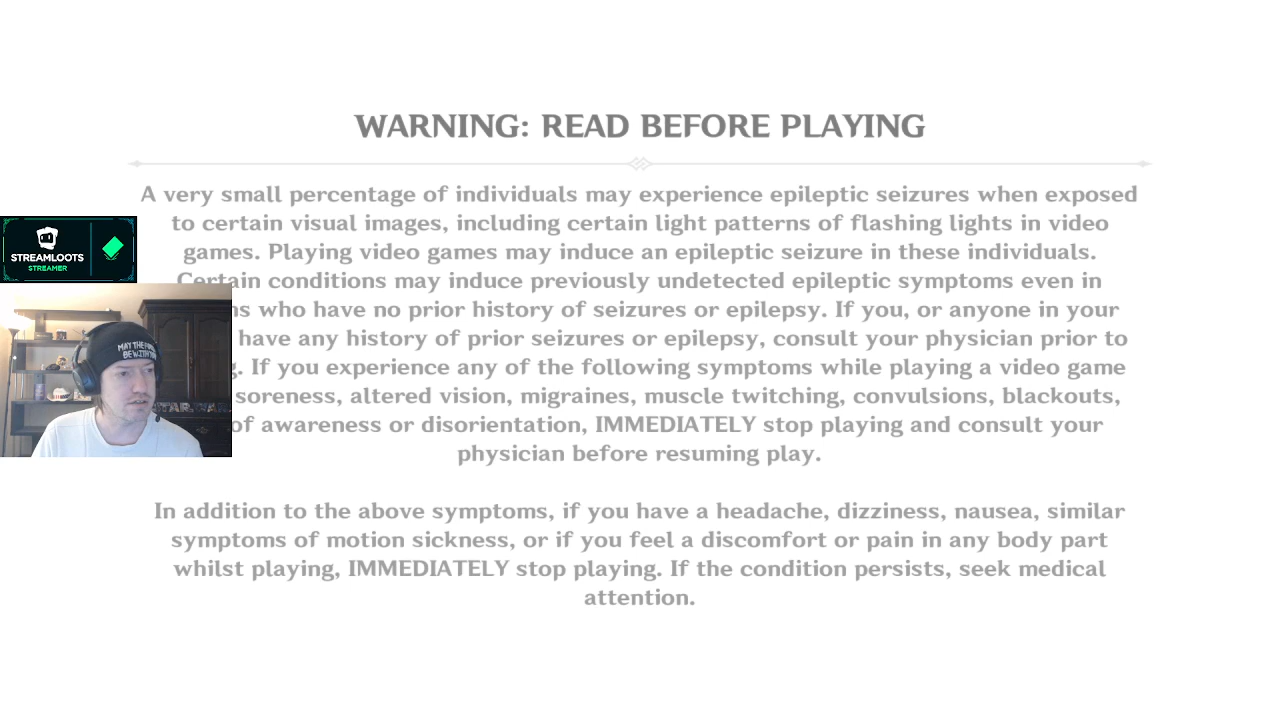 WARNING: READ BEFORE PLAYING
A very small percentage of individuals may experience epileptic seizures when exposed
to certain visual images, including certain light patterns of flashing lights in video
games. Playing video games may induce an epileptic seizure in these individuals.
Certain conditions may induce previously undetected epileptic symptoms even in
who have no prior history of seizures or epilepsy. If you, or anyone in your
have any history of prior seizures or epilepsy, consult your physician prior to
If you experience any of the following symptoms while playing a video game
soreness, altered vision, migraines, muscle twitching, convulsions, blackouts,
of awareness or disorientation, IMMEDIATELY stop playing and consult your
physician before resuming play.
In addition to the above symptoms, if you have a headache, dizziness, nausea, similar
symptoms of motion sickness, or if you feel a discomfort or pain in any body part
whilst playing, IMMEDIATELY stop playing. If the condition persists, seek medical
attention.
STREAMLOOTS
STREAMER
MAY THE
BE WITH
STAR WAR